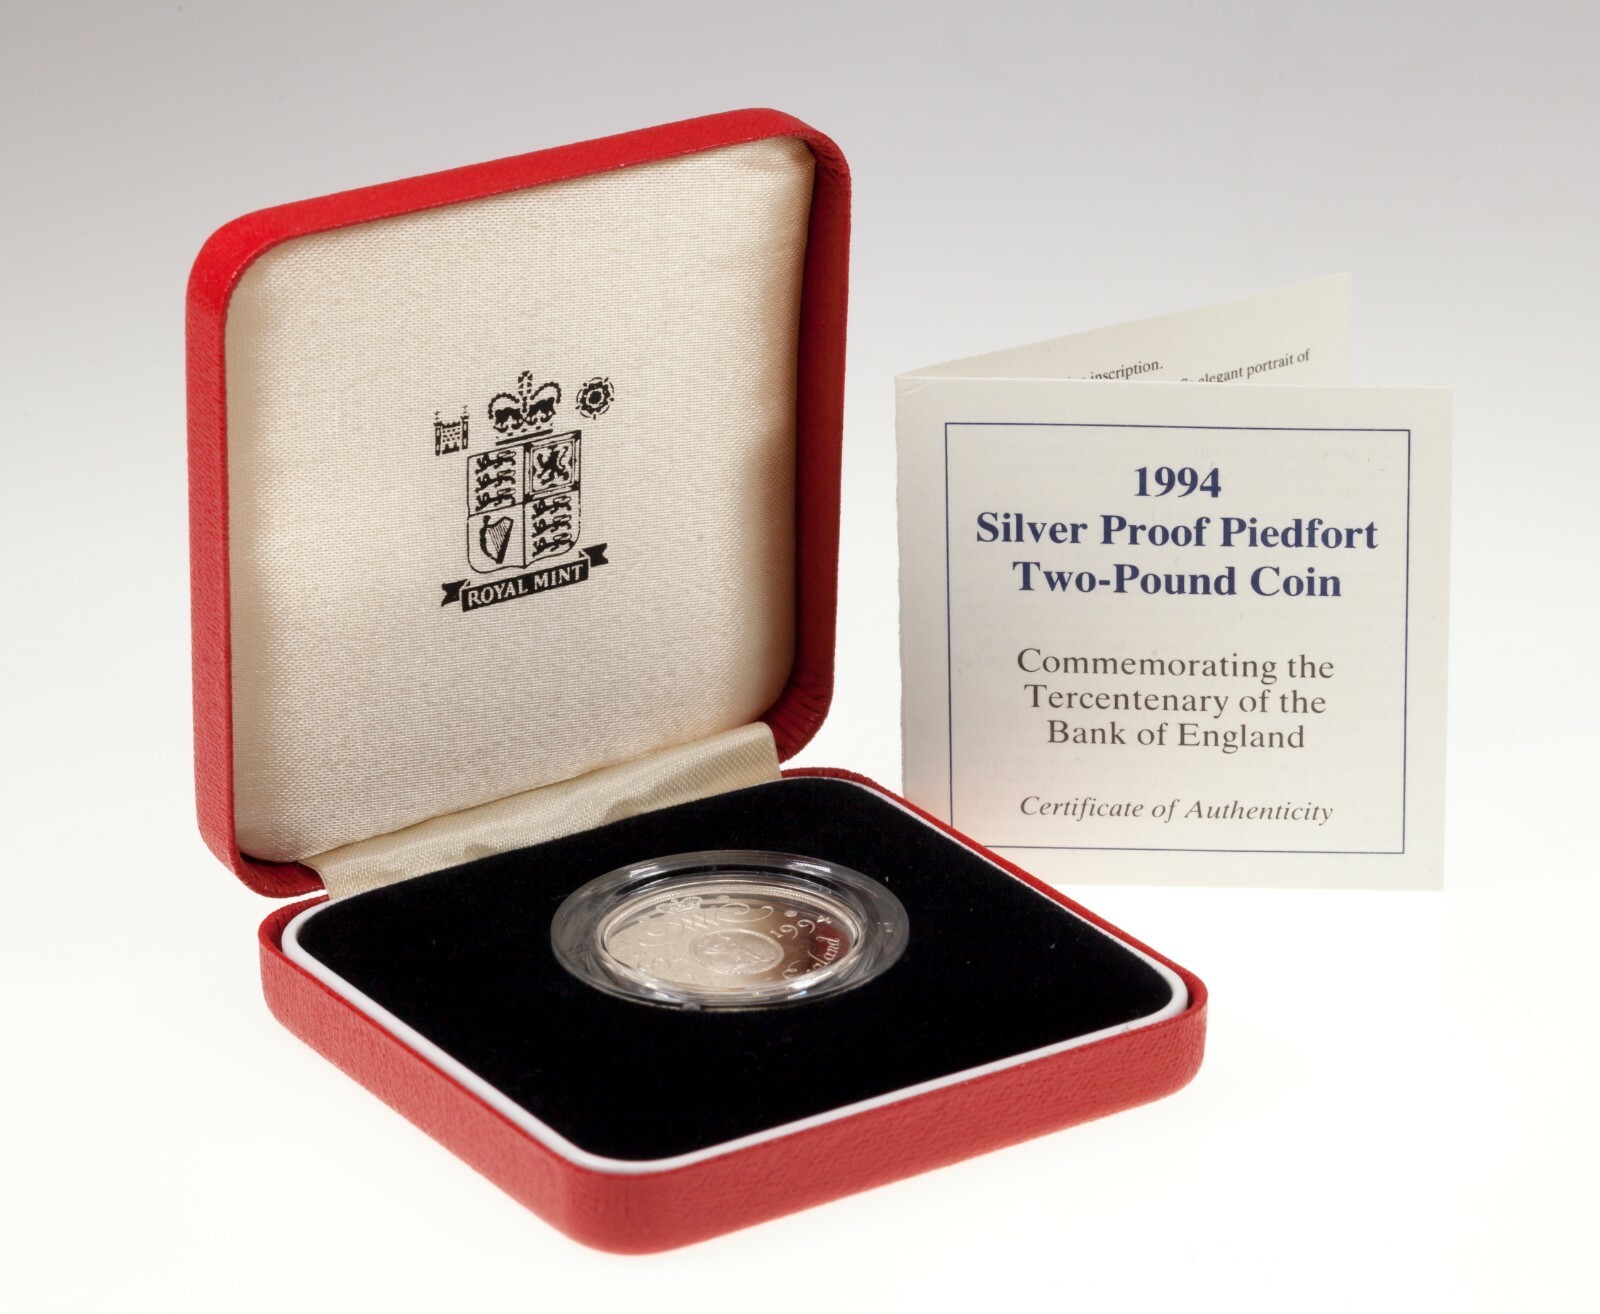 ROYAL MINT
inscription.
elegant portrait of
1994
Silver Proof Piedfort
Two-Pound Coin
Commemorating the
Tercentenary of the
Bank of England
Certificate of Authenticity
1994
England